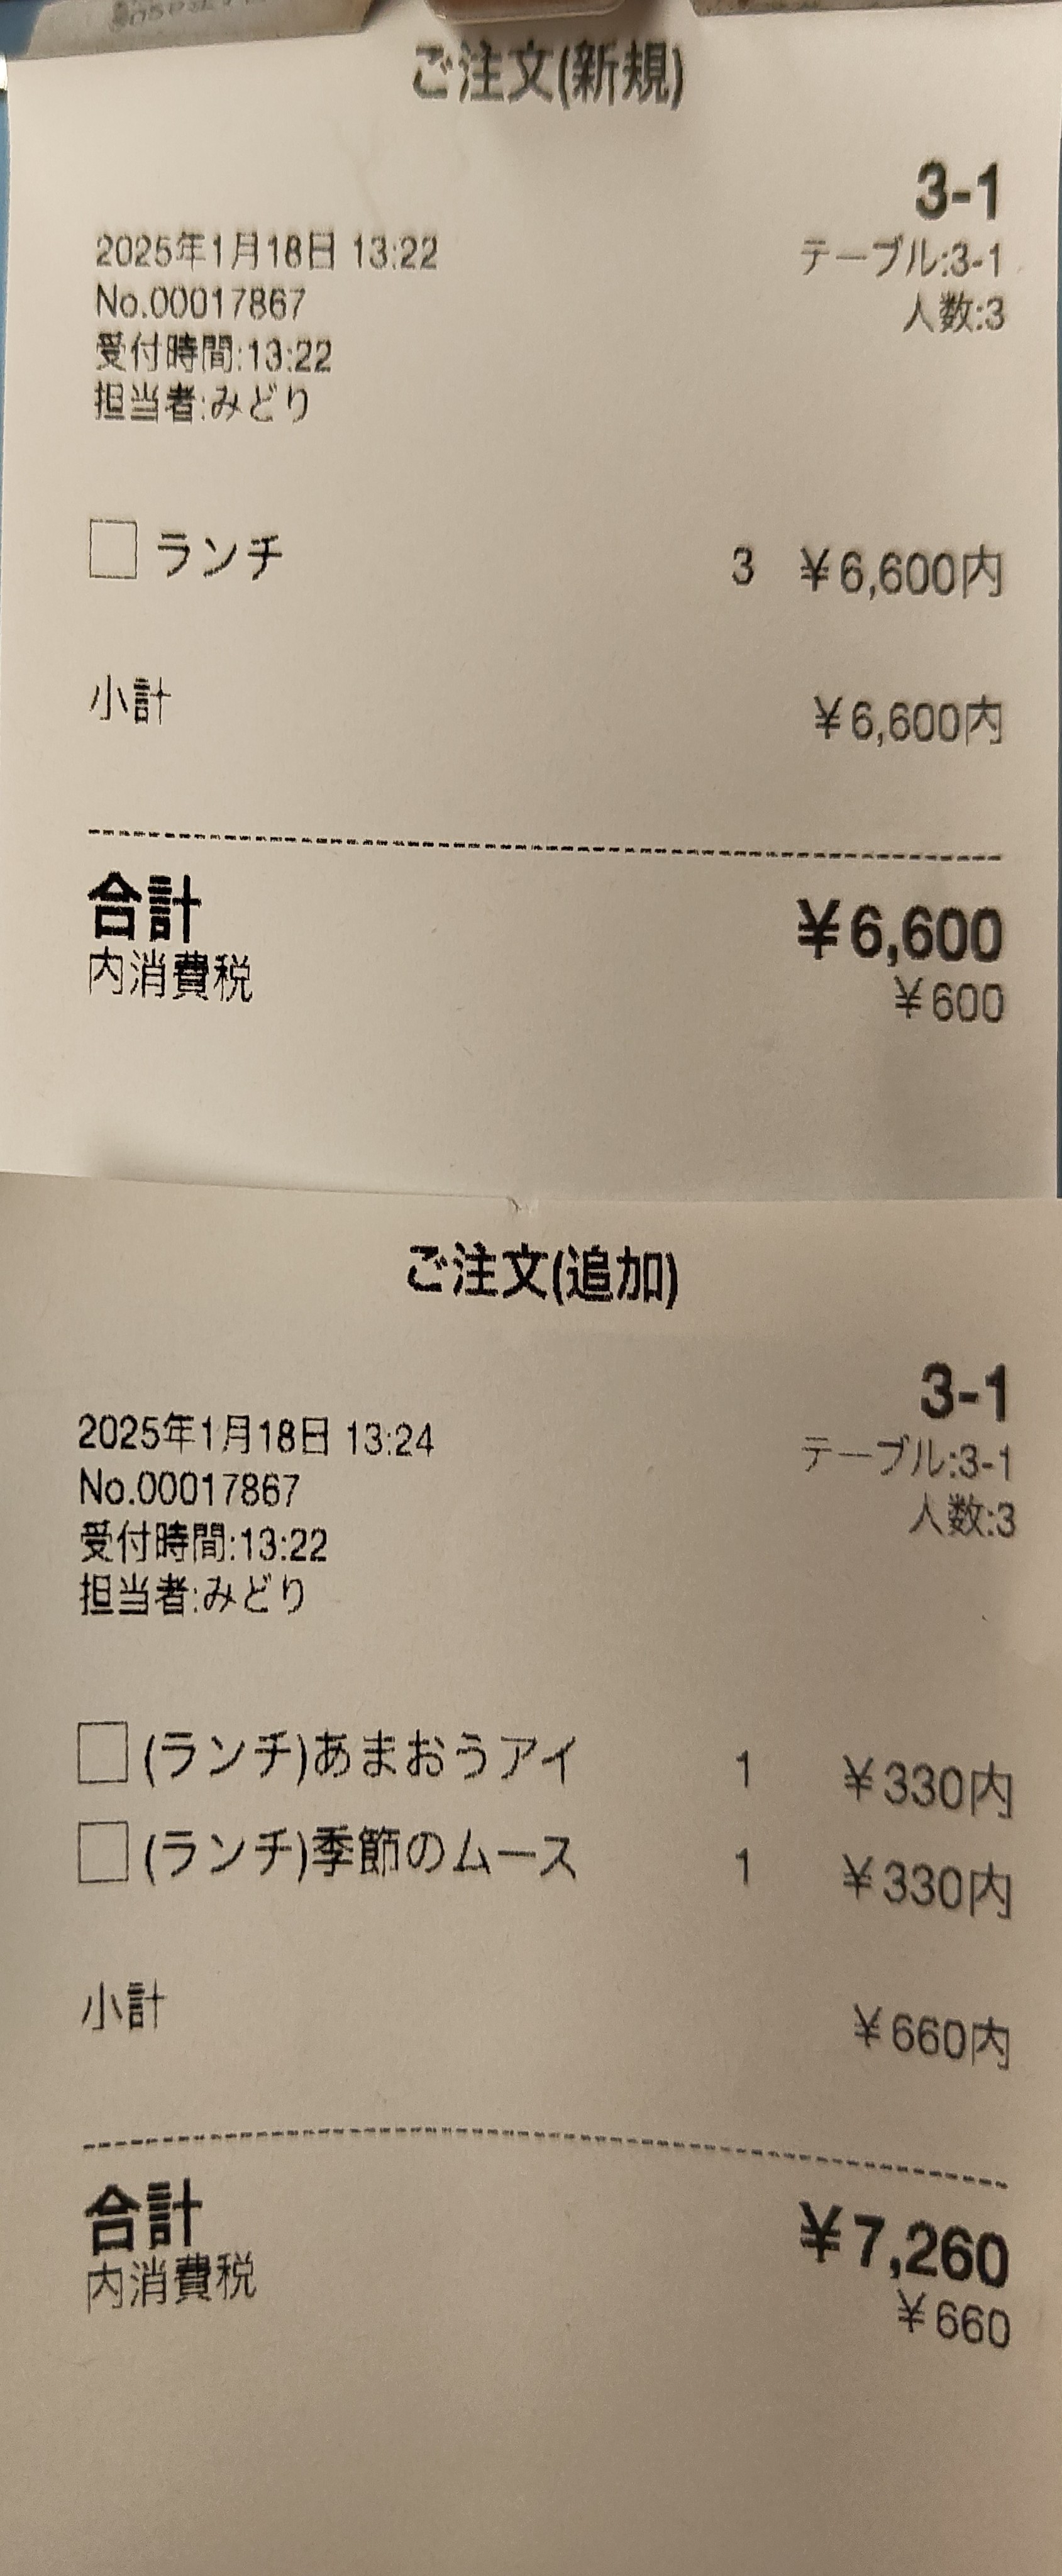 ご注文(新規)
3-1
2025年1月18日 13:22
テーブル:3-1
No.00017867
人数:3
受付時間:13:22
担当者:みどり
ランチ 3 ¥6,600内
小計 ¥6,600内
合計 ¥6,600
内消費税 ¥600
ご注文(追加)
3-1
2025年1月18日 13:24
テーブル:3-1
No.00017867
人数:3
受付時間:13:22
担当者:みどり
(ランチ)あまおうアイ 1 ¥330内
(ランチ)季節のムース 1 ¥330内
小計 ¥660内
合計 ¥7,260
内消費税 ¥660